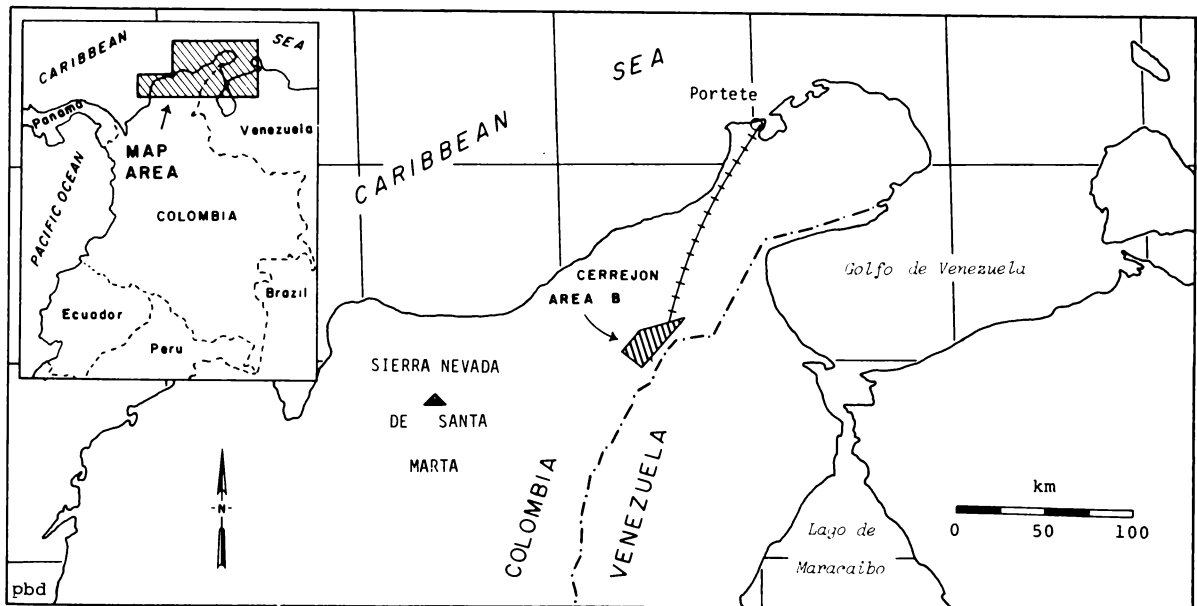 CARIBBEAN
SEA
Panama
Venezuela
MAP
AREA
PACIFIC OCEAN
COLOMBIA
Ecuador
Brazil
Peru
CARIBBEAN
SEA
Portete
CERREJON
AREA B
Golfo de Venezuela
SIERRA NEVADA
DE SANTA
MARTA
COLOMBIA
VENEZUELA
-N-
km
0 50 100
Lago de
Maracaibo
pbd